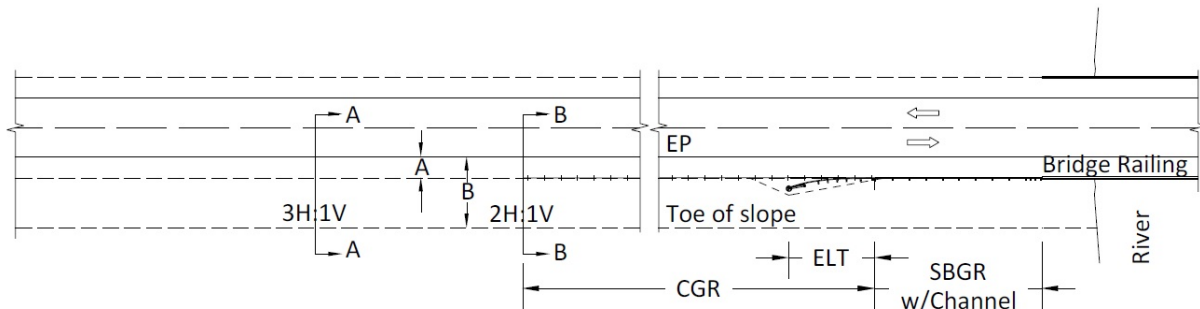 A
B
EP
A
Bridge Railing
B
3H:1V
2H:1V
Toe of slope
River
A
B
ELT
SBGR
CGR
w/Channel